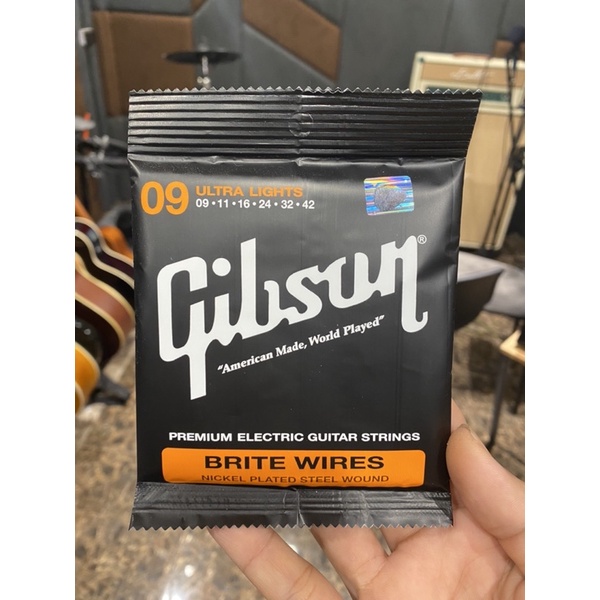 09 ULTRA LIGHTS
09•11•16•24•32•42
Gibson®
“American Made, World Played”
PREMIUM ELECTRIC GUITAR STRINGS
BRITE WIRES
NICKEL PLATED STEEL WOUND